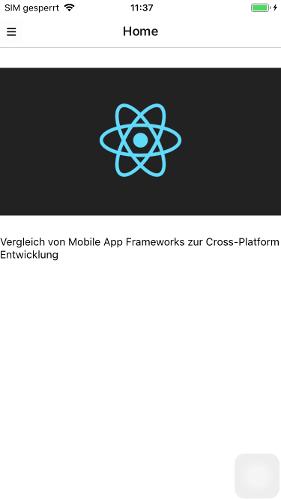 SIM gesperrt 11:37
Home
Vergleich von Mobile App Frameworks zur Cross-Platform
Entwicklung